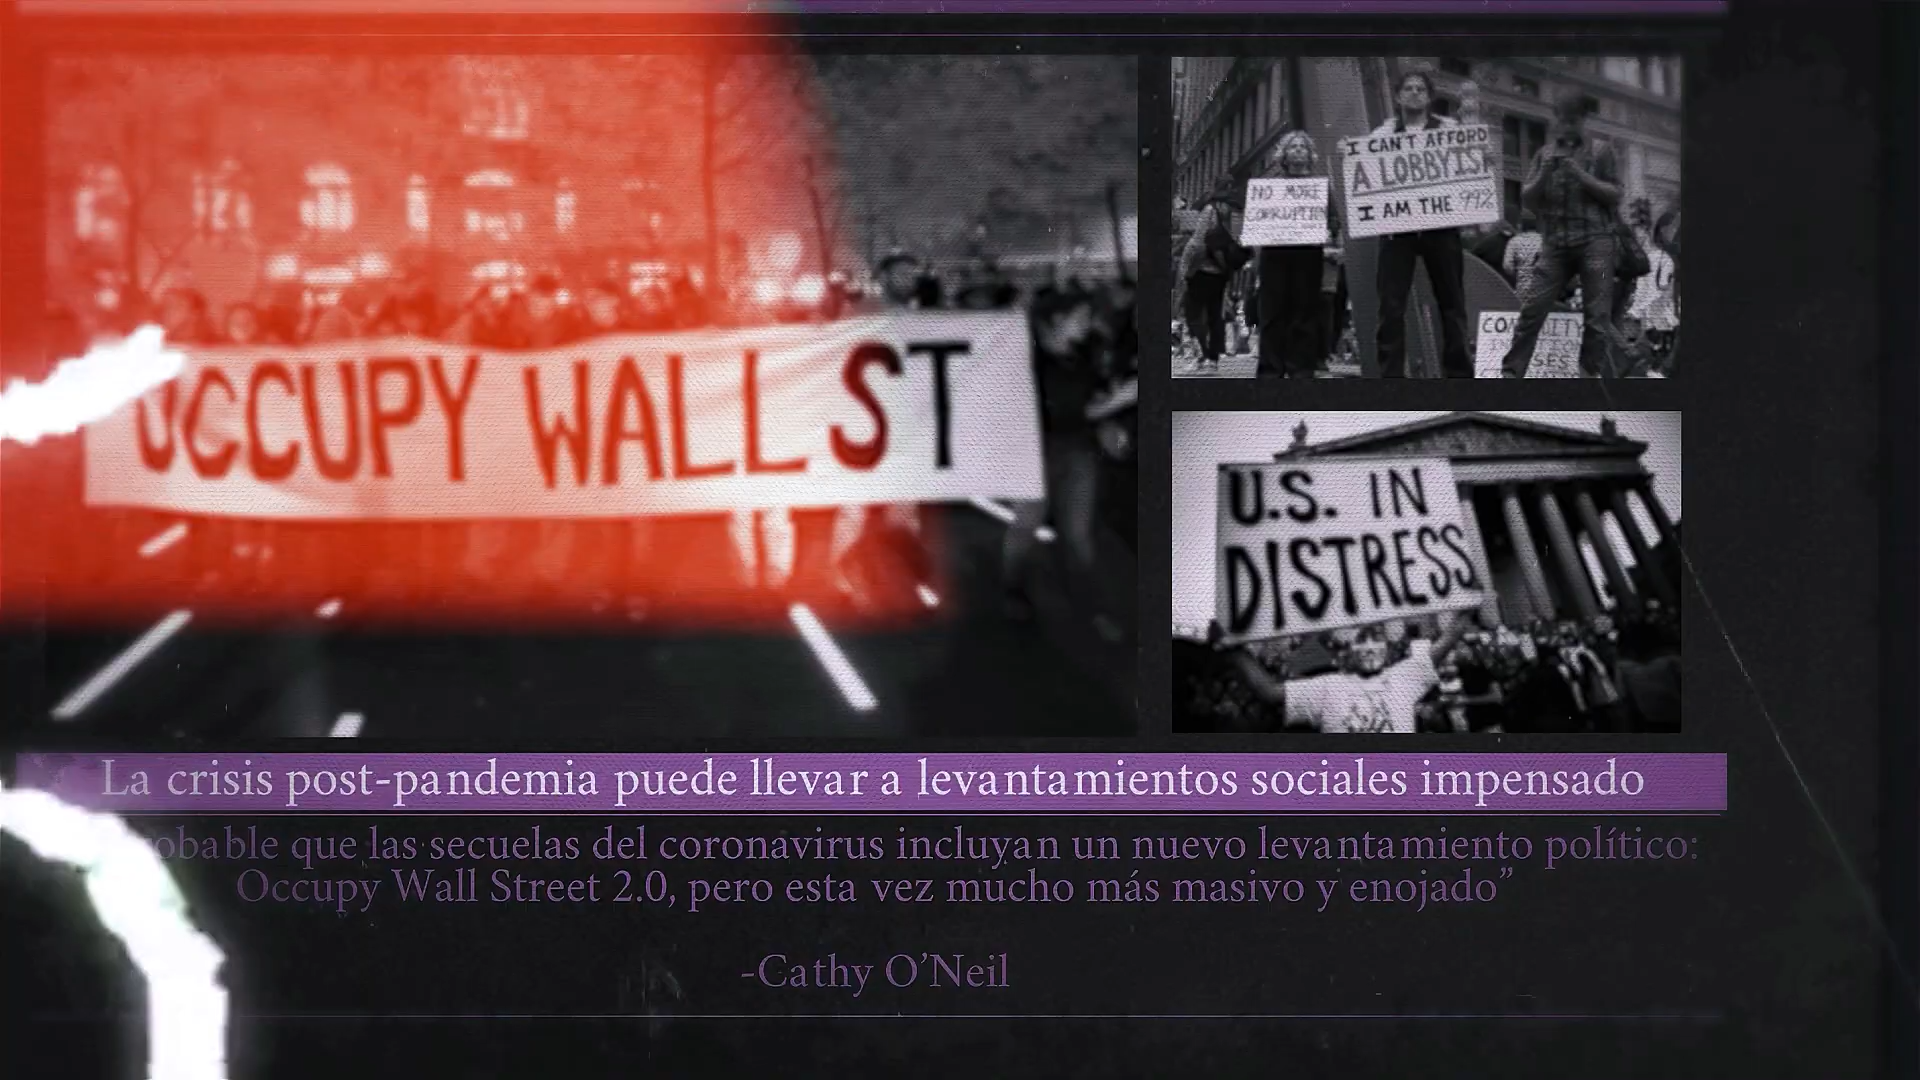 OCCUPY WALL ST
I CAN'T AFFORD
A LOBBYIST
I AM THE 99%
NO MORE
CORRUPTION
U.S. IN
DISTRESS
La crisis post-pandemia puede llevar a levantamientos sociales impensado
obable que las secuelas del coronavirus incluyan un nuevo levantamiento político:
Occupy Wall Street 2.0, pero esta vez mucho más masivo y enojado”
-Cathy O’Neil